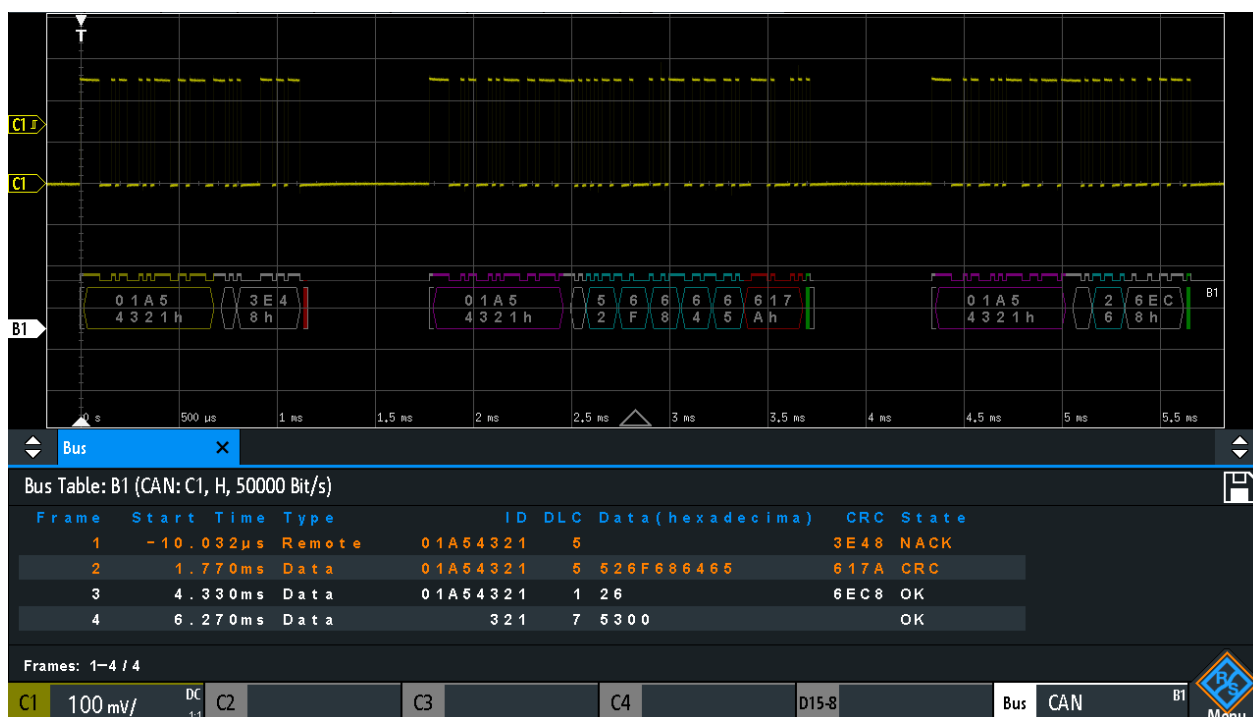 T
C1
C1
01A5 3E4 01A5 5 6 6 6 6 617 01A5 2 6EC B1
4321h 8h 4321h 2 F 8 4 5 Ah 4321h 6 8h
B1
0 s 500 µs 1 ms 1,5 ms 2 ms 2,5 ms 3 ms 3,5 ms 4 ms 4,5 ms 5 ms 5,5 ms
Bus ×
Bus Table: B1 (CAN: C1, H, 50000 Bit/s)
Frame Start Time Type ID DLC Data(hexadecima) CRC State
1 -10.032µs Remote 01A54321 5 3E48 NACK
2 1.770ms Data 01A54321 5 526F686465 617A CRC
3 4.330ms Data 01A54321 1 26 6EC8 OK
4 6.270ms Data 321 7 5300 OK
Frames: 1-4 / 4
C1 100 mV/ DC 1:1 C2 C3 C4 D15-8 Bus CAN B1 R&S Menu